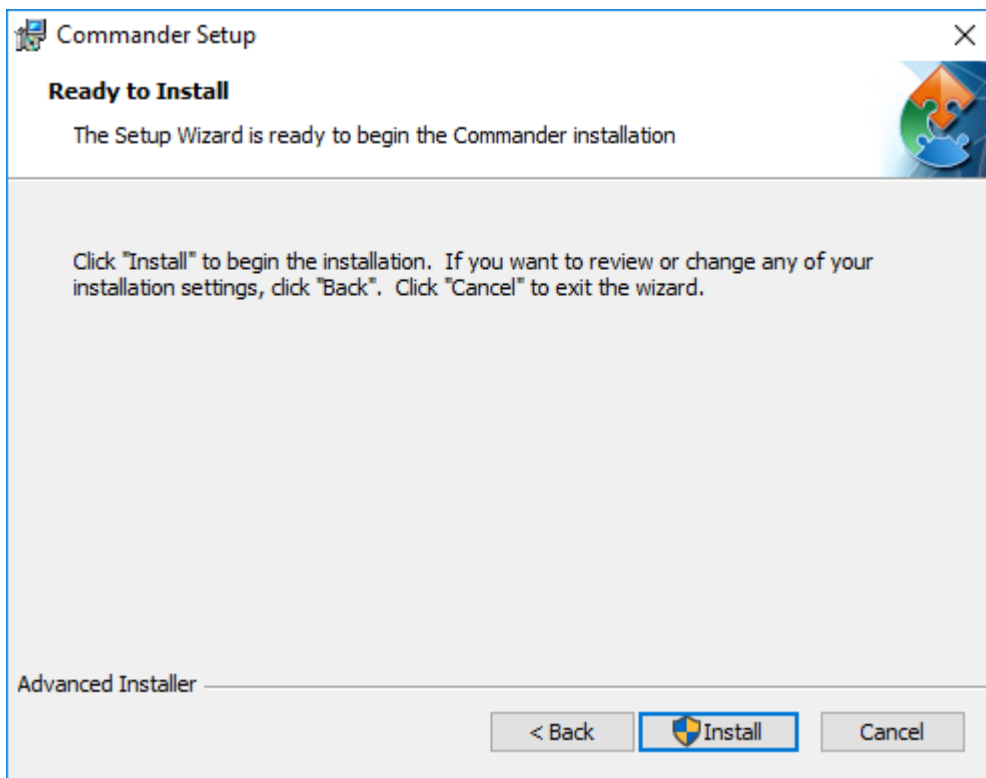 Commander Setup
Ready to Install
The Setup Wizard is ready to begin the Commander installation
Click "Install" to begin the installation.  If you want to review or change any of your
installation settings, click "Back".  Click "Cancel" to exit the wizard.
Advanced Installer
< Back
Install
Cancel